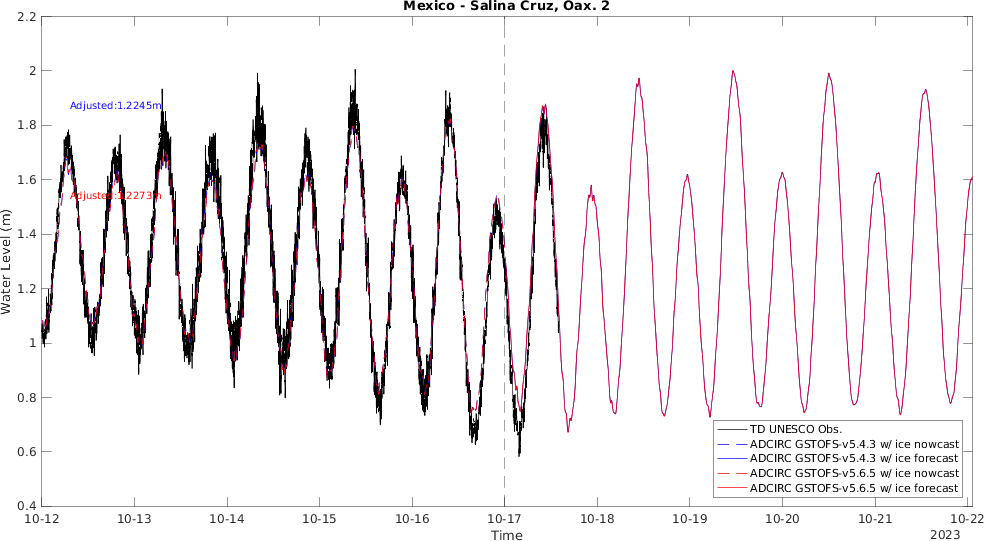 Mexico - Salina Cruz, Oax. 2
2.2
2
1.8
1.6
1.4
1.2
1
0.8
0.6
0.4
Water Level (m)
Adjusted:1.2245m
Adjusted:1.2273m
TD UNESCO Obs.
ADCIRC GSTOFS-v5.4.3 w/ ice nowcast
ADCIRC GSTOFS-v5.4.3 w/ ice forecast
ADCIRC GSTOFS-v5.6.5 w/ ice nowcast
ADCIRC GSTOFS-v5.6.5 w/ ice forecast
10-12 10-13 10-14 10-15 10-16 10-17 10-18 10-19 10-20 10-21 10-22
Time
2023